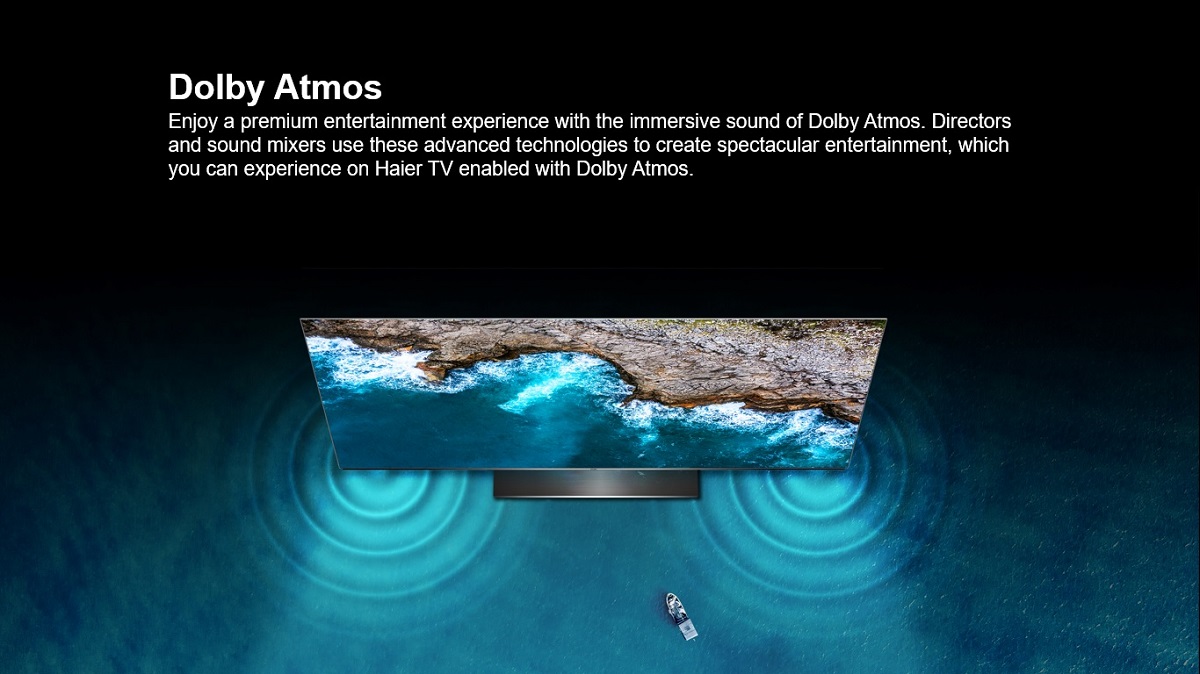 Dolby Atmos
Enjoy a premium entertainment experience with the immersive sound of Dolby Atmos. Directors
and sound mixers use these advanced technologies to create spectacular entertainment, which
you can experience on Haier TV enabled with Dolby Atmos.